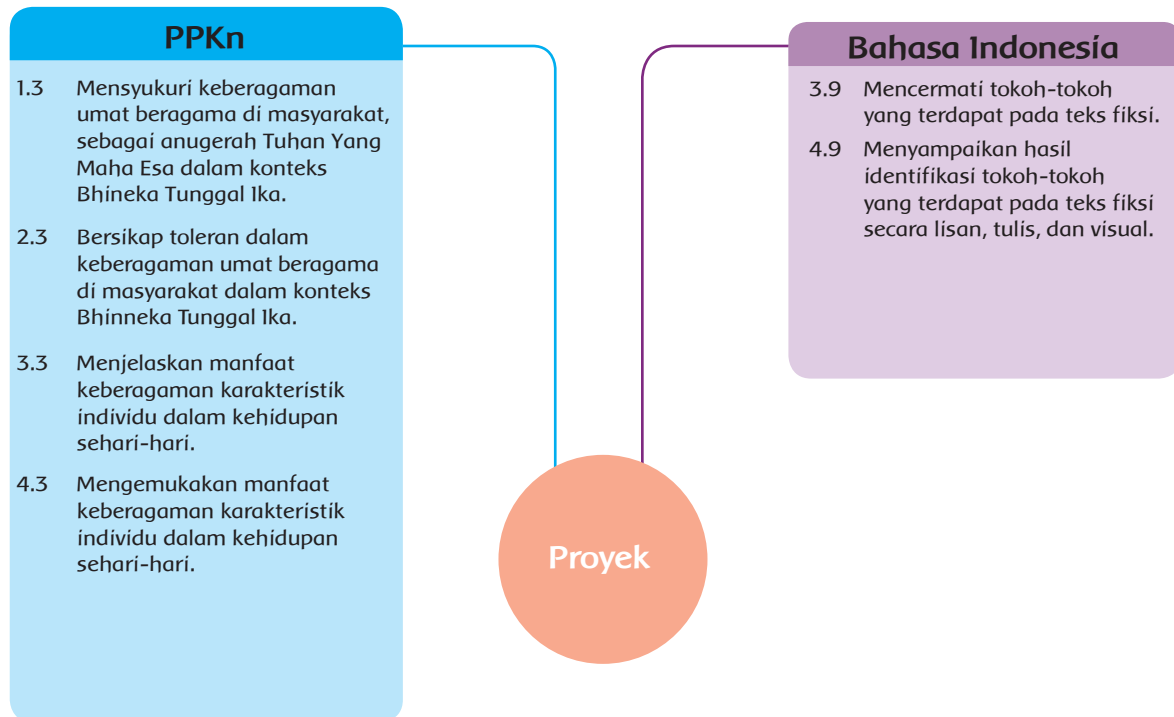 PPKn
1.3 Mensyukuri keberagaman
umat beragama di masyarakat,
sebagai anugerah Tuhan Yang
Maha Esa dalam konteks
Bhineka Tunggal Ika.
2.3 Bersikap toleran dalam
keberagaman umat beragama
di masyarakat dalam konteks
Bhinneka Tunggal Ika.
3.3 Menjelaskan manfaat
keberagaman karakteristik
individu dalam kehidupan
sehari-hari.
4.3 Mengemukakan manfaat
keberagaman karakteristik
individu dalam kehidupan
sehari-hari.
Bahasa Indonesia
3.9 Mencermati tokoh-tokoh
yang terdapat pada teks fiksi.
4.9 Menyampaikan hasil
identifikasi tokoh-tokoh
yang terdapat pada teks fiksi
secara lisan, tulis, dan visual.
Proyek